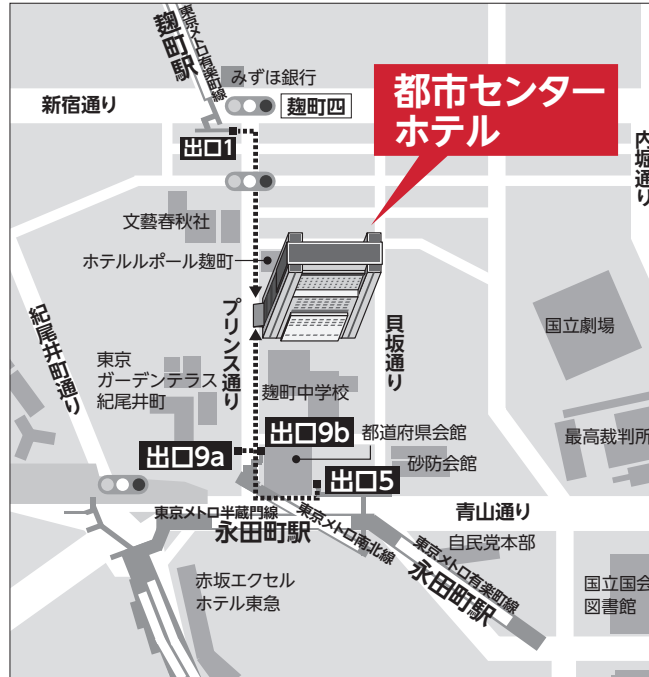 麹町駅
東京メトロ有楽町線
みずほ銀行
新宿通り
麹町四
都市センター
ホテル
出口1
内堀通り
文藝春秋社
ホテルルポール麹町
プリンス通り
貝坂通り
国立劇場
紀尾井町通り
東京
ガーデンテラス
紀尾井町
麹町中学校
最高裁判所
出口9b
都道府県会館
出口9a
砂防会館
出口5
東京メトロ半蔵門線
永田町駅
東京メトロ南北線
青山通り
自民党本部
東京メトロ有楽町線
永田町駅
赤坂エクセル
ホテル東急
国立国会
図書館